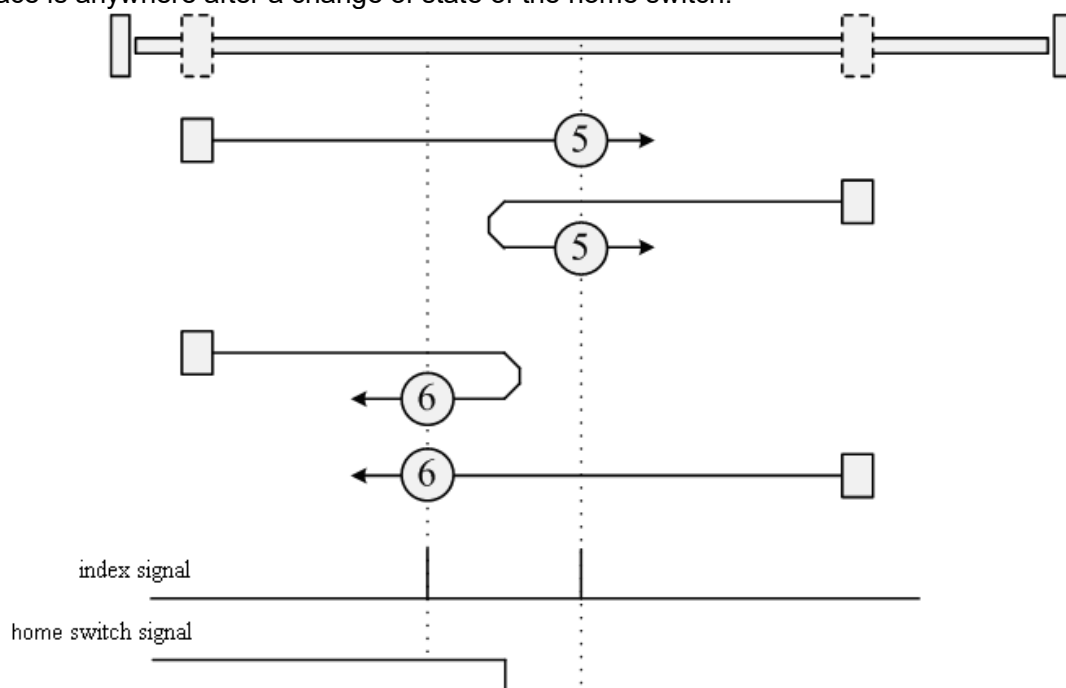 is anywhere after a change of state of the home switch.
5
5
6
6
index signal
home switch signal